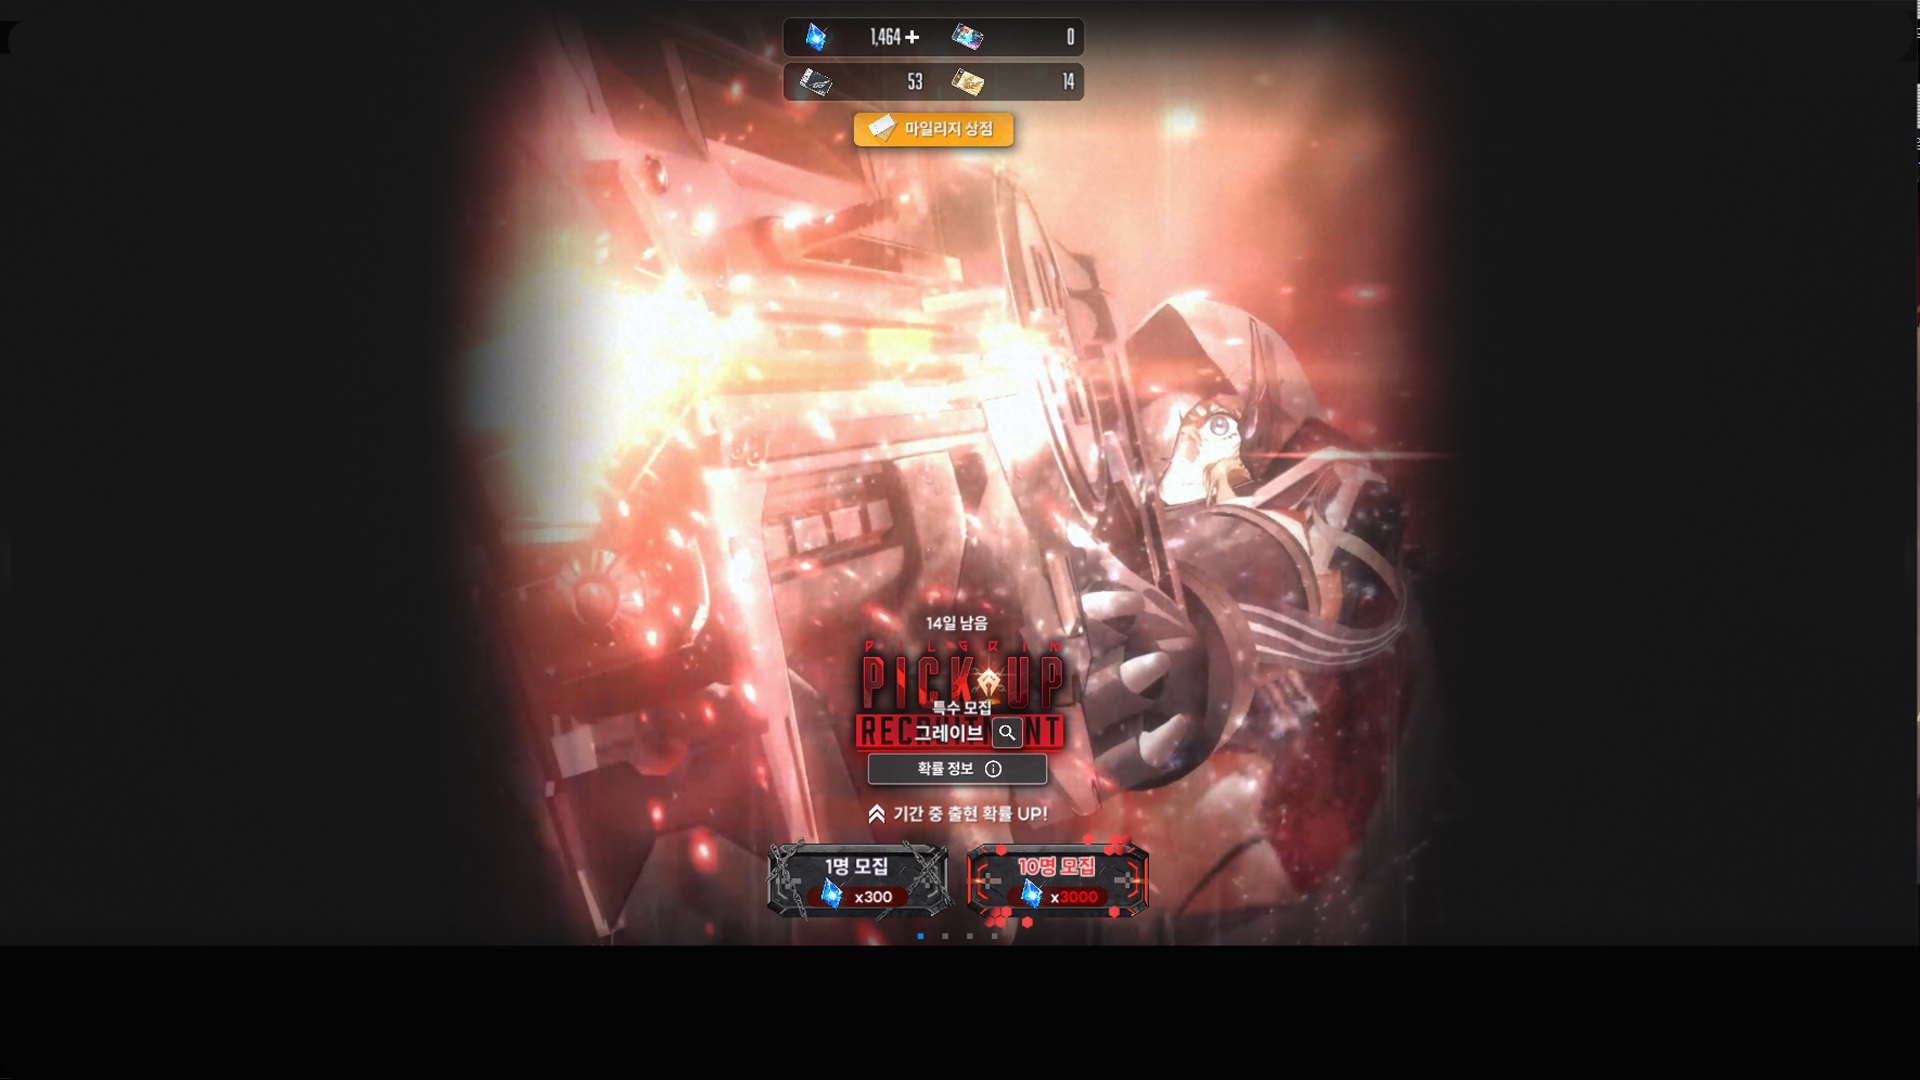 1,464
0
53
14
마일리지 상점
14일 남음
PILGRIM
PICK UP
특수 모집
RECRUITMENT
그레이브
확률 정보
기간 중 출현 확률 UP!
1명 모집
x300
10명 모집
x3000